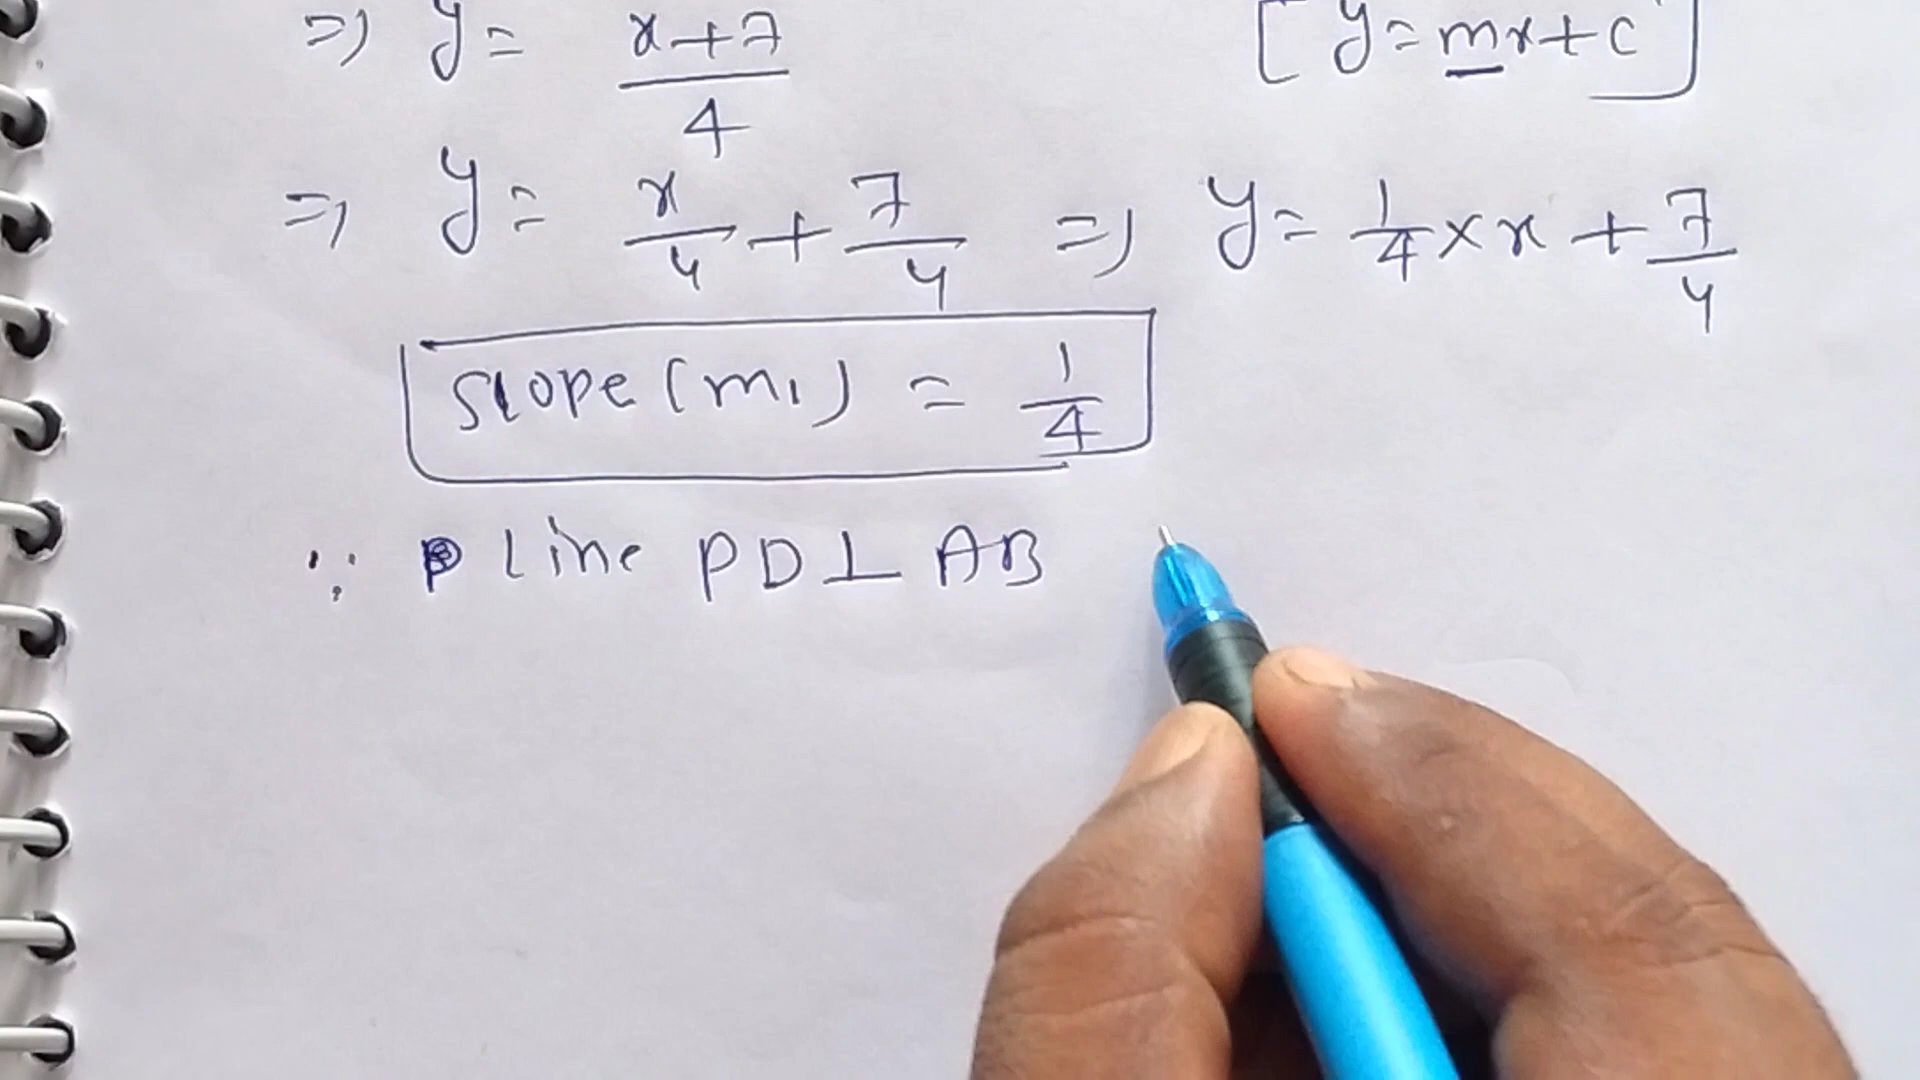 => y = x+7/4 [y = mx + c]
=> y = x/4 + 7/4 => y = 1/4 × x + 7/4
slope (m1) = 1/4
∵ Line PD ⊥ AB